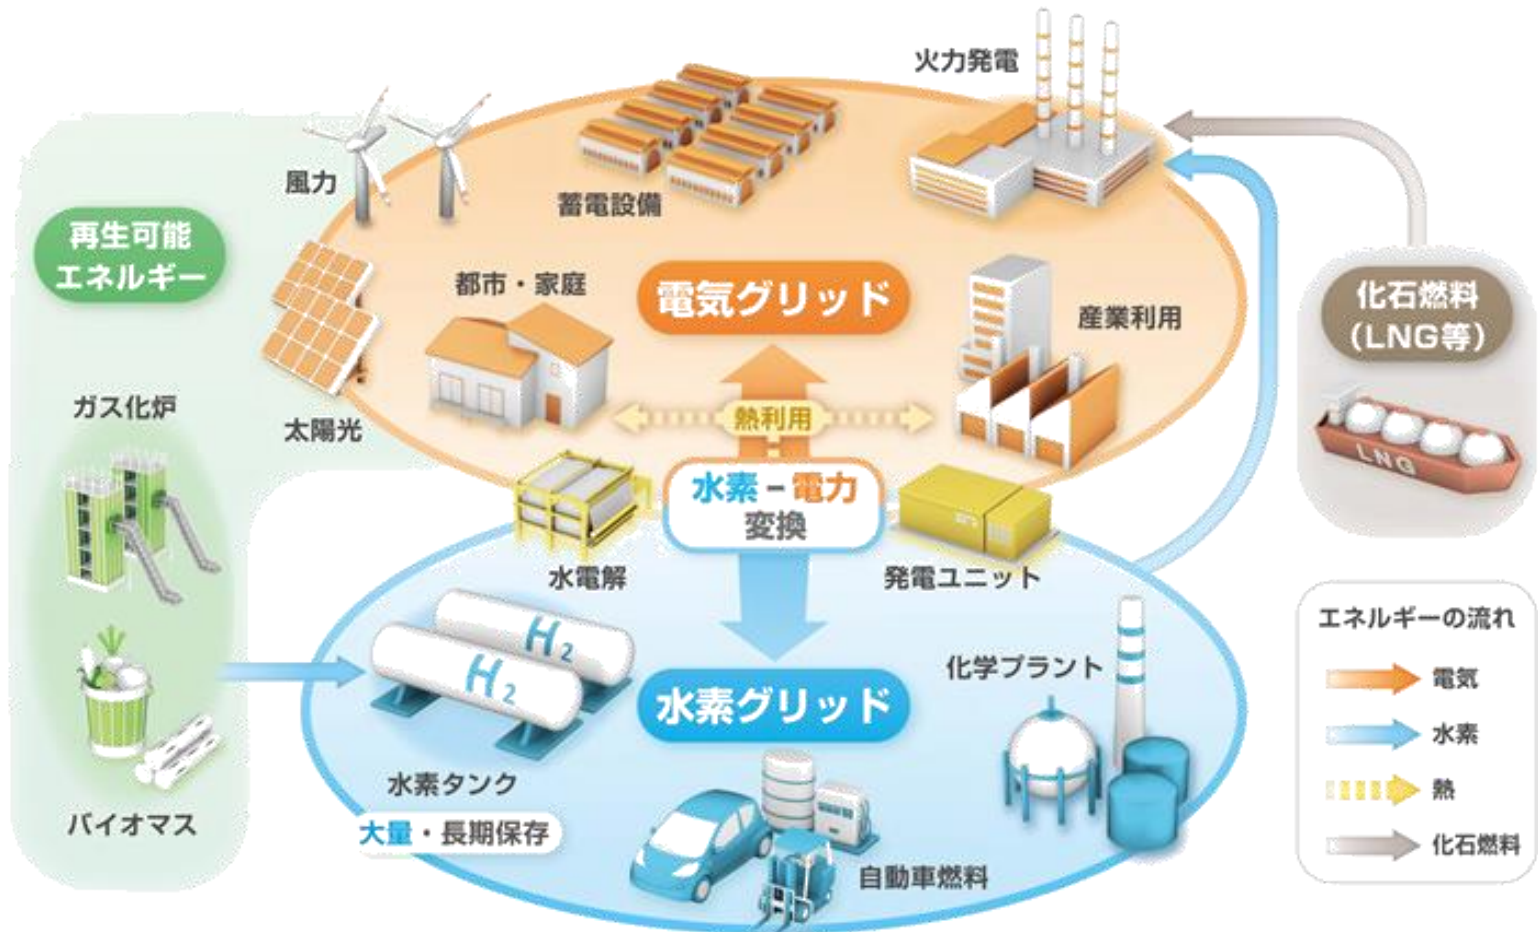 火力発電
風力
蓄電設備
再生可能
エネルギー
都市・家庭
電気グリッド
産業利用
化石燃料
（LNG等）
ガス化炉
太陽光
熱利用
LNG
水素－電力
変換
水電解
発電ユニット
エネルギーの流れ
電気
水素
熱
化石燃料
H2
H2
化学プラント
水素グリッド
水素タンク
大量・長期保存
バイオマス
自動車燃料